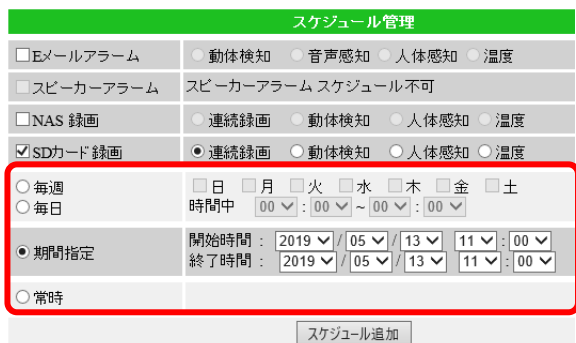 スケジュール管理
Eメールアラーム 動体検知 音声感知 人体感知 温度
スピーカーアラーム スピーカーアラーム スケジュール不可
NAS 録画 連続録画 動体検知 人体感知 温度
SDカード録画 連続録画 動体検知 人体感知 温度
毎週 日 月 火 水 木 金 土
毎日 時間中 00 : 00 ~ 00 : 00
期間指定 開始時間 : 2019 / 05 / 13 11 : 00
終了時間 : 2019 / 05 / 13 11 : 00
常時
スケジュール追加